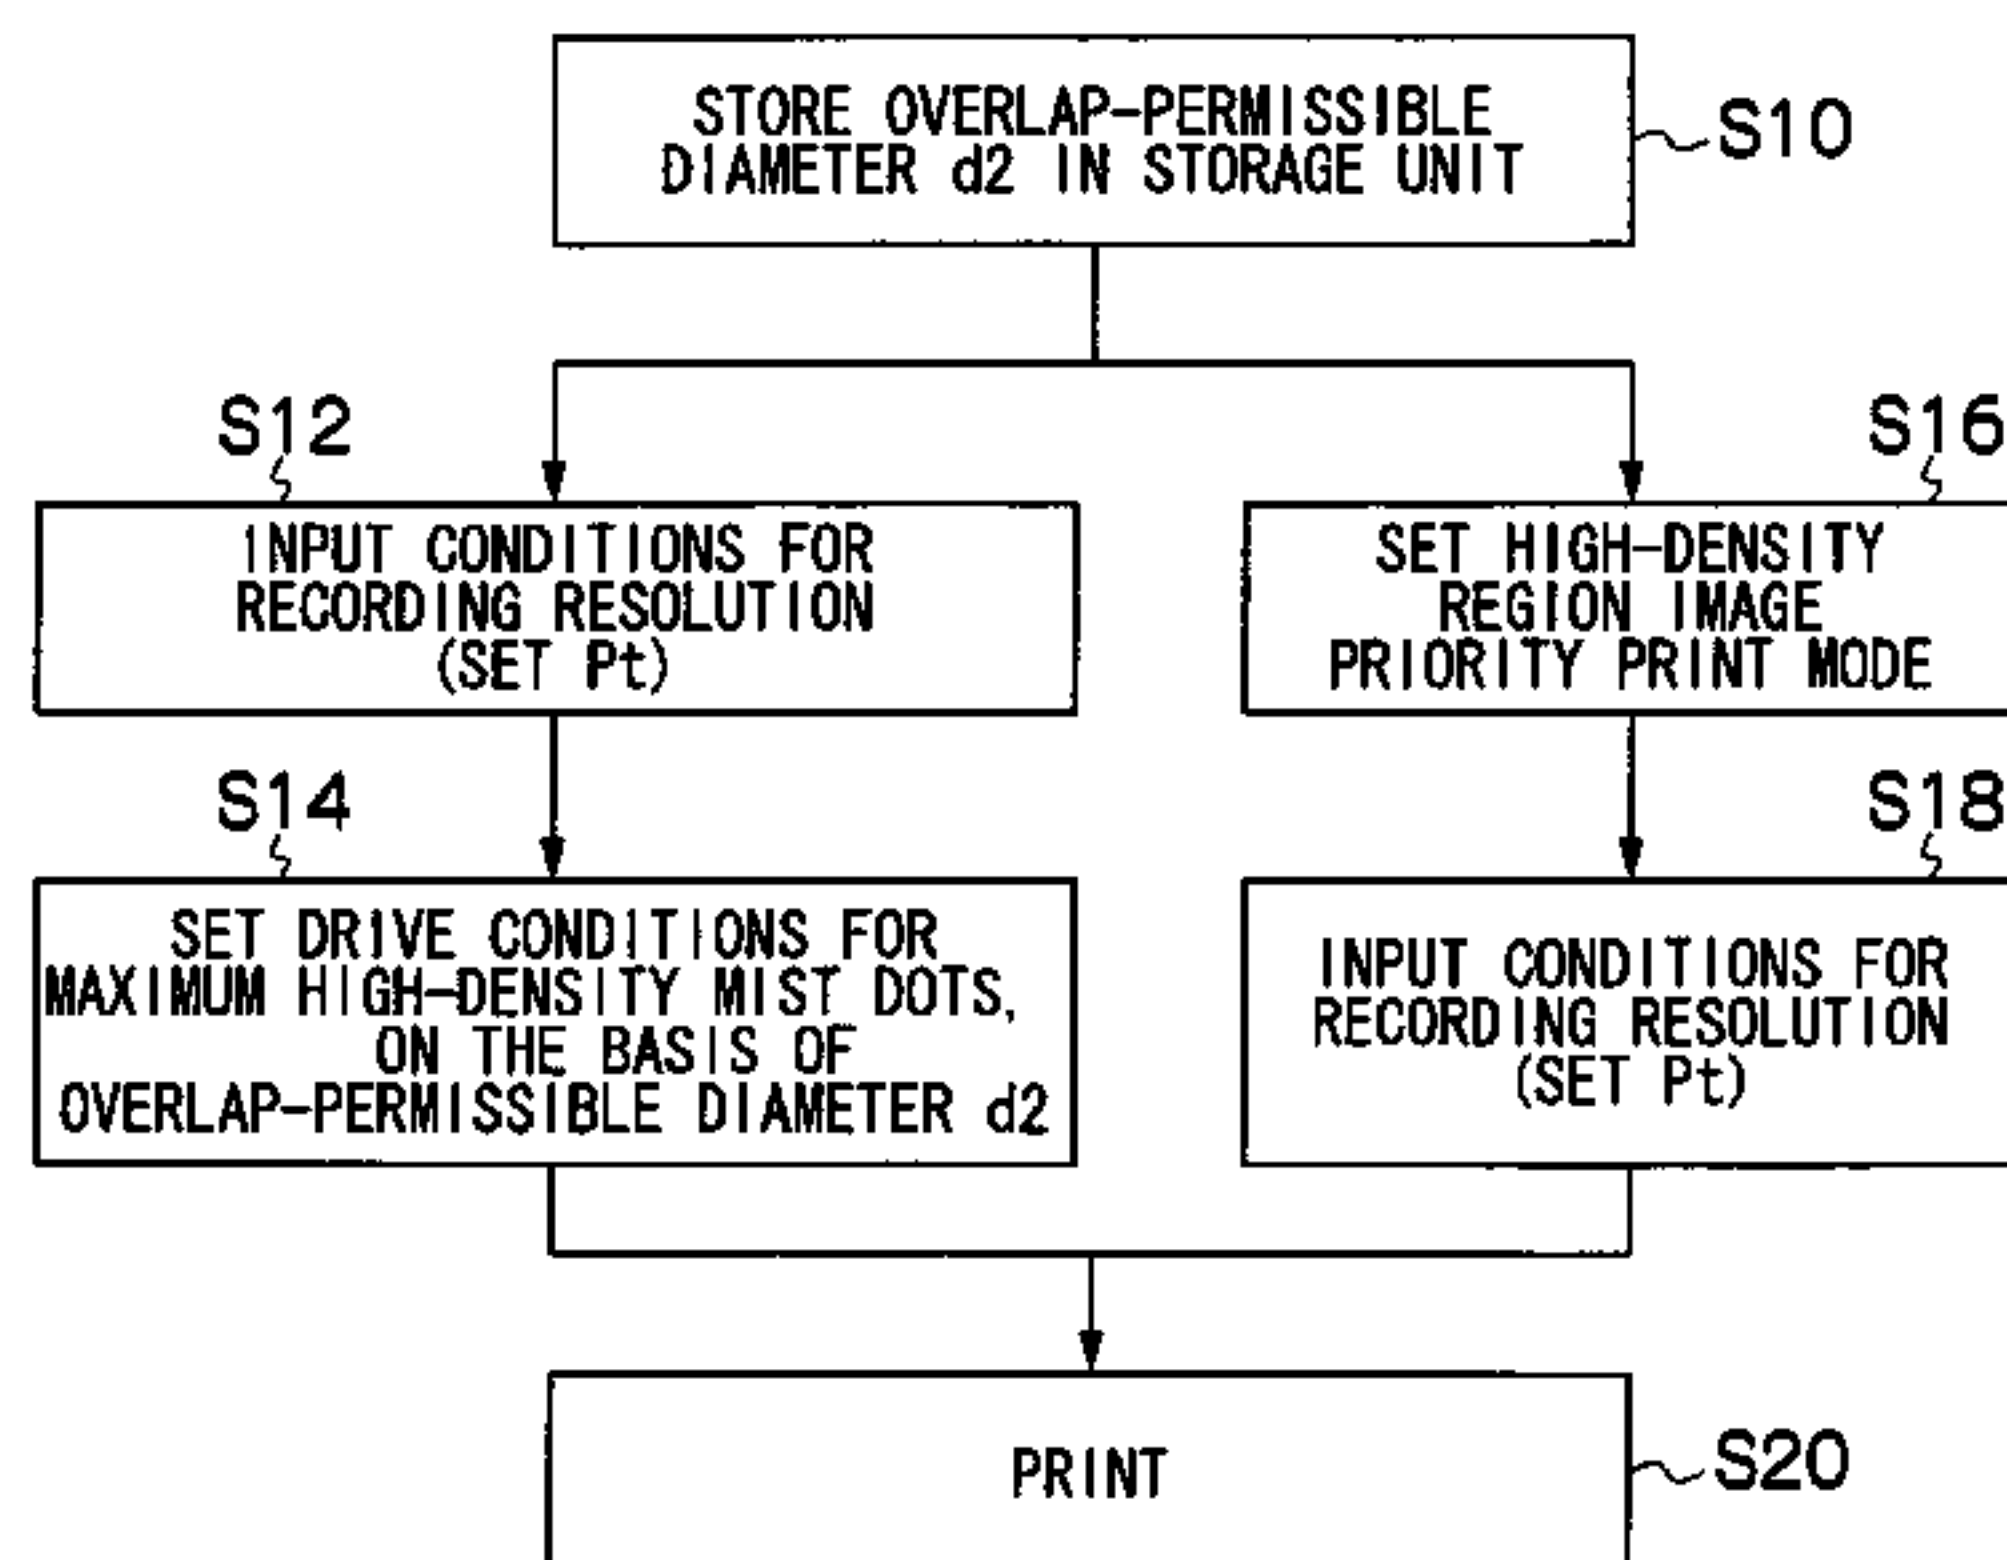 STORE OVERLAP-PERMISSIBLE
DIAMETER d2 IN STORAGE UNIT
S10
S12
INPUT CONDITIONS FOR
RECORDING RESOLUTION
(SET Pt)
S16
SET HIGH-DENSITY
REGION IMAGE
PRIORITY PRINT MODE
S14
SET DRIVE CONDITIONS FOR
MAXIMUM HIGH-DENSITY MIST DOTS,
ON THE BASIS OF
OVERLAP-PERMISSIBLE DIAMETER d2
S18
INPUT CONDITIONS FOR
RECORDING RESOLUTION
(SET Pt)
PRINT
S20